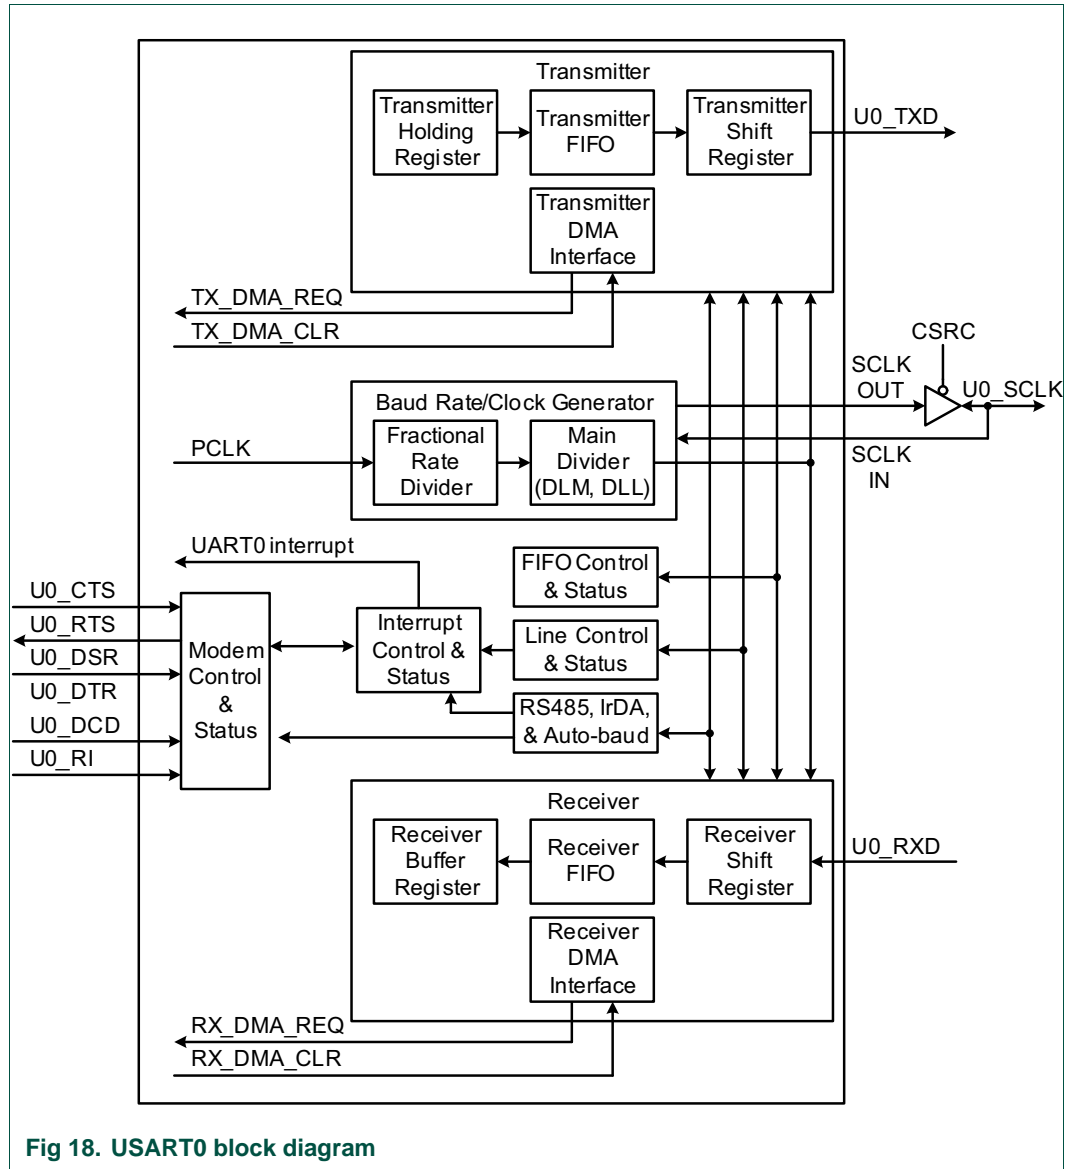 Transmitter
Transmitter
Holding
Register
Transmitter
FIFO
Transmitter
Shift
Register
U0_TXD
Transmitter
DMA
Interface
TX_DMA_REQ
TX_DMA_CLR
CSRC
SCLK
OUT
U0_SCLK
Baud Rate/Clock Generator
PCLK
Fractional
Rate
Divider
Main
Divider
(DLM, DLL)
SCLK
IN
UART0 interrupt
FIFO Control
& Status
U0_CTS
U0_RTS
U0_DSR
U0_DTR
U0_DCD
U0_RI
Modem
Control
&
Status
Interrupt
Control &
Status
Line Control
& Status
RS485, IrDA,
& Auto-baud
Receiver
Receiver
Buffer
Register
Receiver
FIFO
Receiver
Shift
Register
U0_RXD
Receiver
DMA
Interface
RX_DMA_REQ
RX_DMA_CLR
Fig 18. USART0 block diagram